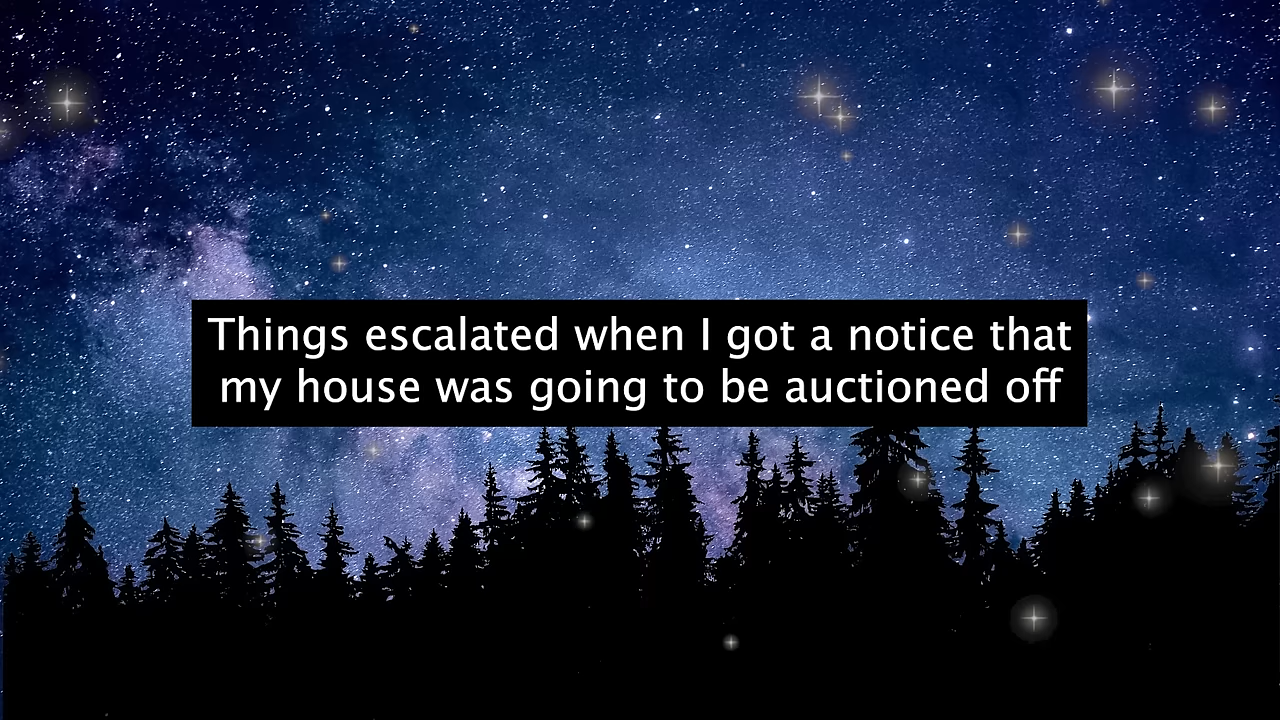 Things escalated when I got a notice that
my house was going to be auctioned off